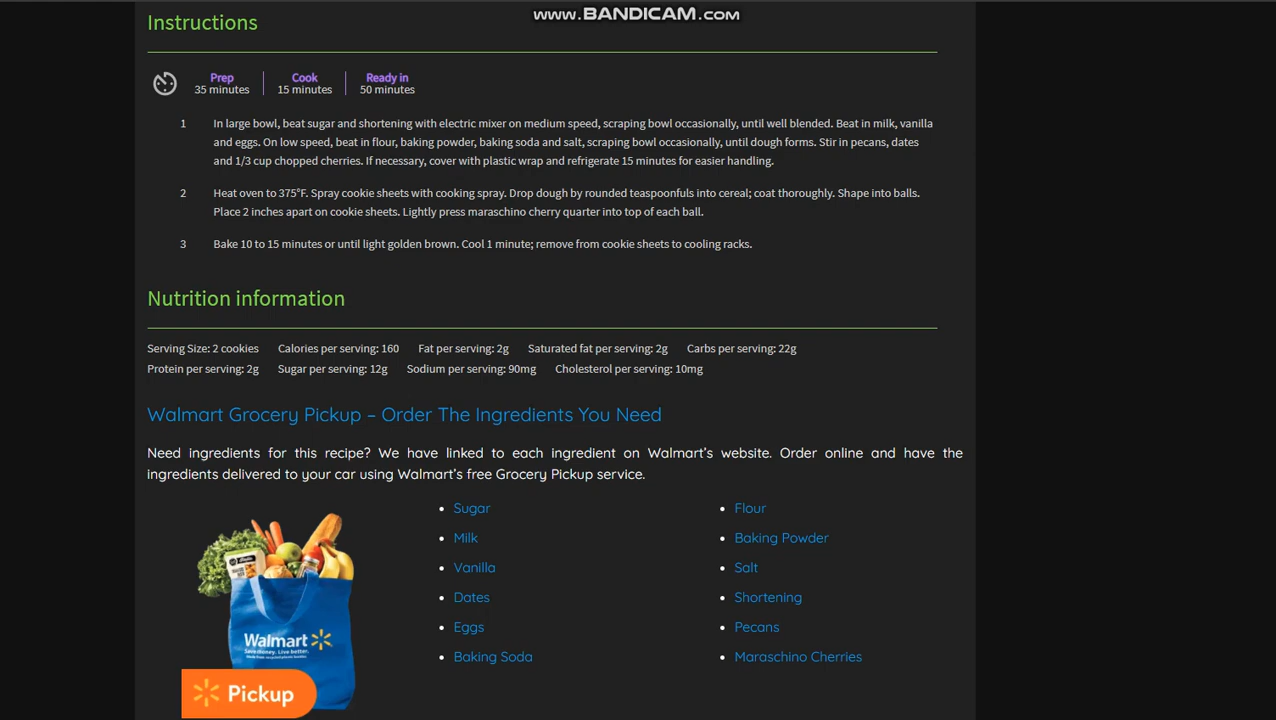 www.BANDICAM.com
Instructions
Prep
35 minutes
Cook
15 minutes
Ready in
50 minutes
1 In large bowl, beat sugar and shortening with electric mixer on medium speed, scraping bowl occasionally, until well blended. Beat in milk, vanilla
and eggs. On low speed, beat in flour, baking powder, baking soda and salt, scraping bowl occasionally, until dough forms. Stir in pecans, dates
and 1/3 cup chopped cherries. If necessary, cover with plastic wrap and refrigerate 15 minutes for easier handling.
2 Heat oven to 375°F. Spray cookie sheets with cooking spray. Drop dough by rounded teaspoonfuls into cereal; coat thoroughly. Shape into balls.
Place 2 inches apart on cookie sheets. Lightly press maraschino cherry quarter into top of each ball.
3 Bake 10 to 15 minutes or until light golden brown. Cool 1 minute; remove from cookie sheets to cooling racks.
Nutrition information
Serving Size: 2 cookies Calories per serving: 160 Fat per serving: 2g Saturated fat per serving: 2g Carbs per serving: 22g
Protein per serving: 2g Sugar per serving: 12g Sodium per serving: 90mg Cholesterol per serving: 10mg
Walmart Grocery Pickup – Order The Ingredients You Need
Need ingredients for this recipe? We have linked to each ingredient on Walmart's website. Order online and have the
ingredients delivered to your car using Walmart's free Grocery Pickup service.
Sugar
Milk
Vanilla
Dates
Eggs
Baking Soda
Flour
Baking Powder
Salt
Shortening
Pecans
Maraschino Cherries
Walmart
Save money. Live better.
Pickup